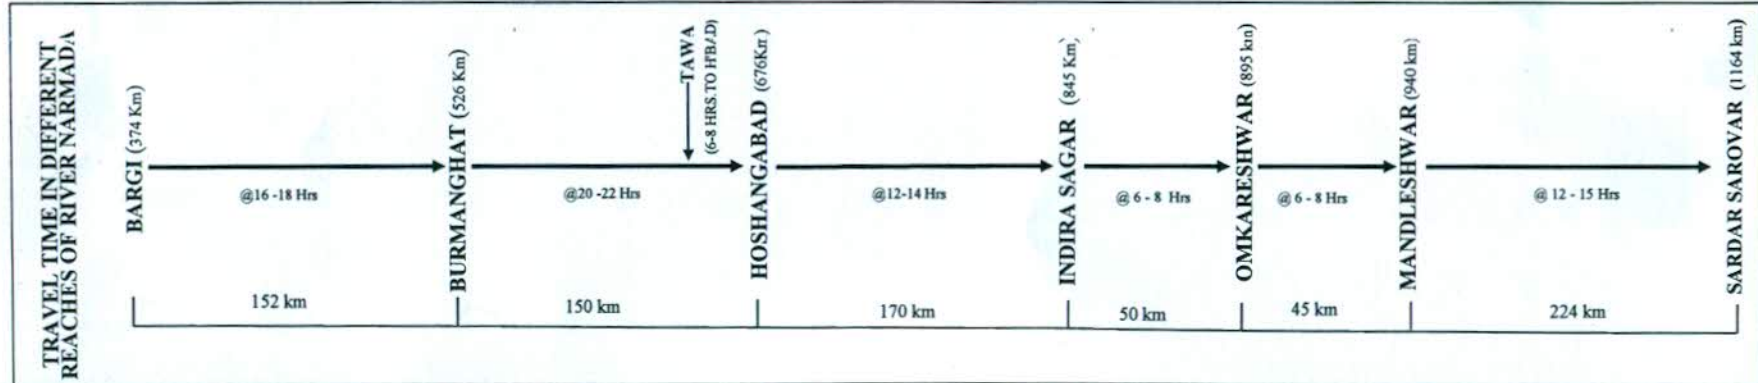 TRAVEL TIME IN DIFFERENT
REACHES OF RIVER NARMADA
BARGI (374 Km)
@16 -18 Hrs
BURMANGHAT (526 Km)
@20 -22 Hrs
TAWA
(6-8 HRS.TO H'BAD)
HOSHANGABAD (676Km)
@12-14 Hrs
INDIRA SAGAR (845 Km)
@ 6 - 8 Hrs
OMKARESHWAR (895 km)
@ 6 - 8 Hrs
MANDLESHWAR (940 km)
@ 12 - 15 Hrs
SARDAR SAROVAR (1164 km)
152 km
150 km
170 km
50 km
45 km
224 km